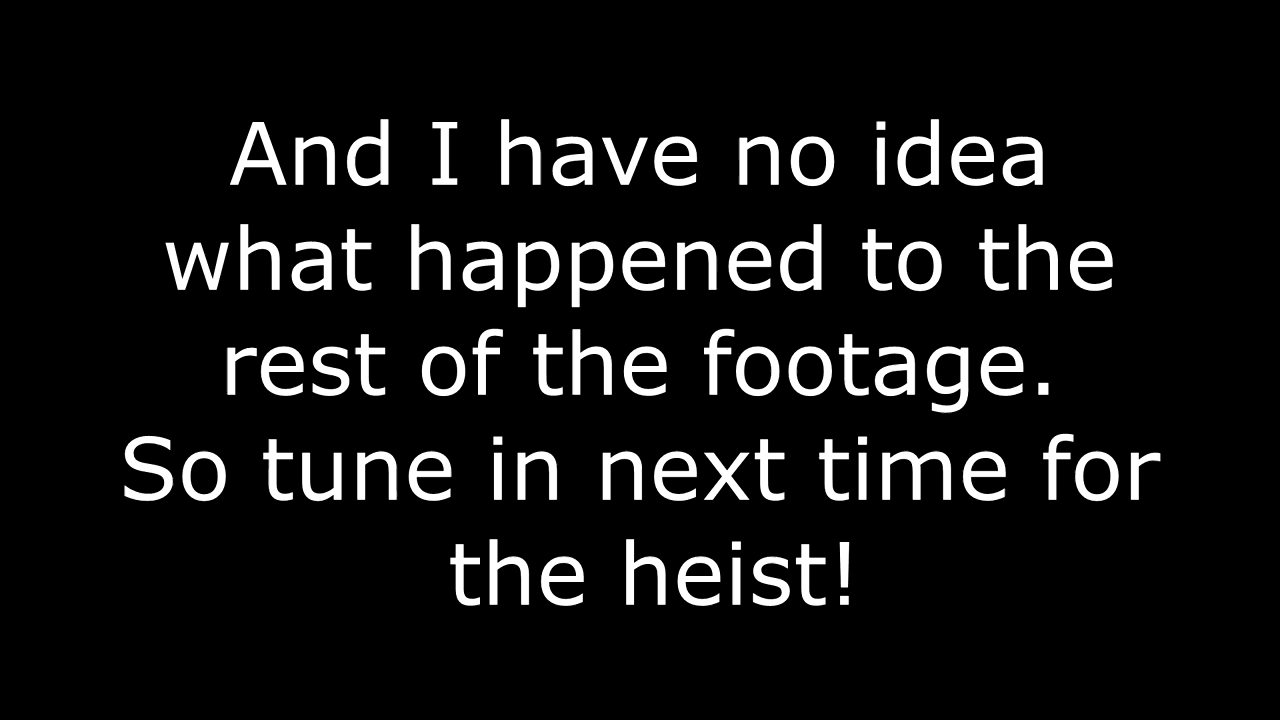 And I have no idea
what happened to the
rest of the footage.
So tune in next time for
the heist!